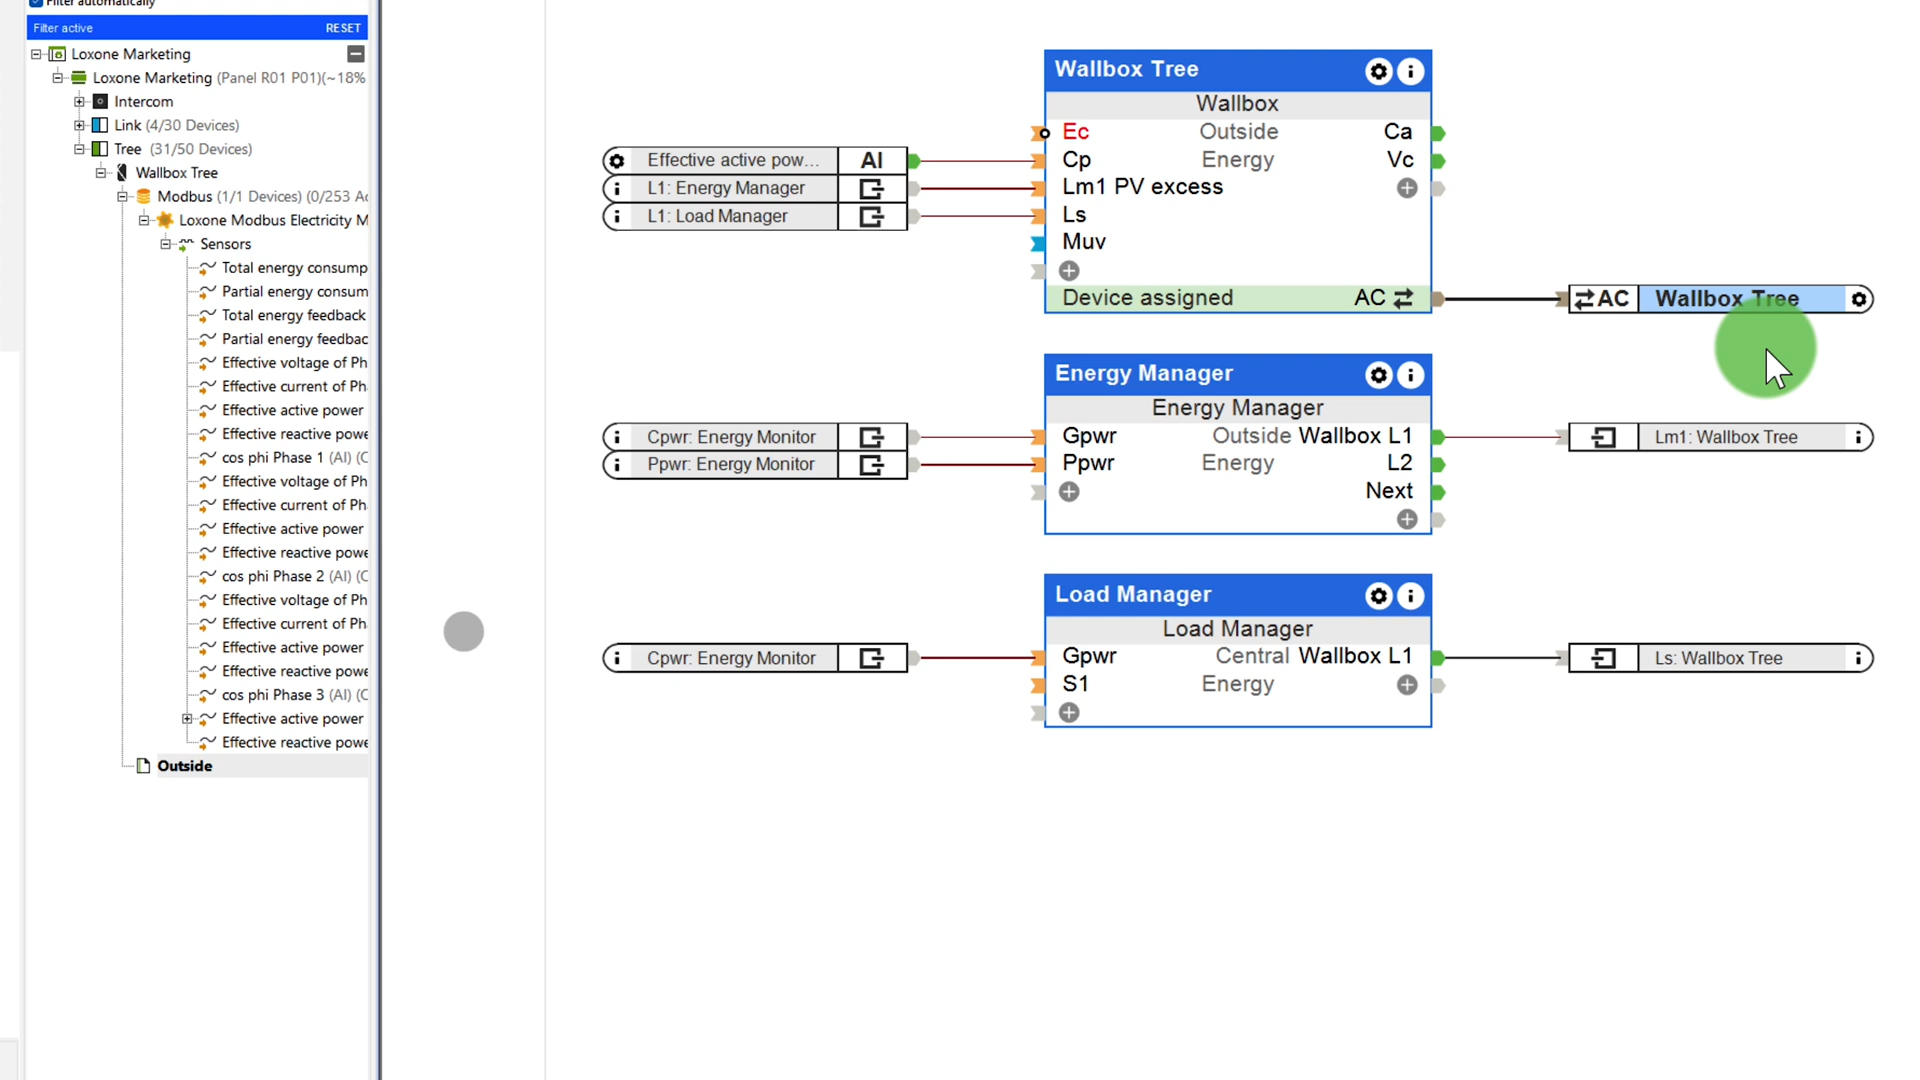 Filter automatically
Filter active RESET
Loxone Marketing
Loxone Marketing (Panel R01 P01)(~18%
Intercom
Link (4/30 Devices)
Tree (31/50 Devices)
Wallbox Tree
Modbus (1/1 Devices) (0/253 Ac
Loxone Modbus Electricity M
Sensors
Total energy consump
Partial energy consum
Total energy feedback
Partial energy feedbac
Effective voltage of Ph
Effective current of Ph
Effective active power
Effective reactive powe
cos phi Phase 1 (AI) (C
Effective voltage of Ph
Effective current of Ph
Effective active power
Effective reactive powe
cos phi Phase 2 (AI) (C
Effective voltage of Ph
Effective current of Ph
Effective active power
Effective reactive powe
cos phi Phase 3 (AI) (C
Effective active power
Effective reactive powe
Outside
Effective active pow... AI
L1: Energy Manager
L1: Load Manager
Wallbox Tree
Wallbox
Ec Outside Ca
Cp Energy Vc
Lm1 PV excess
Ls
Muv
Device assigned AC
AC Wallbox Tree
Cpwr: Energy Monitor
Ppwr: Energy Monitor
Energy Manager
Energy Manager
Gpwr Outside Wallbox L1
Ppwr Energy L2
Next
Lm1: Wallbox Tree
Cpwr: Energy Monitor
Load Manager
Load Manager
Gpwr Central Wallbox L1
S1 Energy
Ls: Wallbox Tree